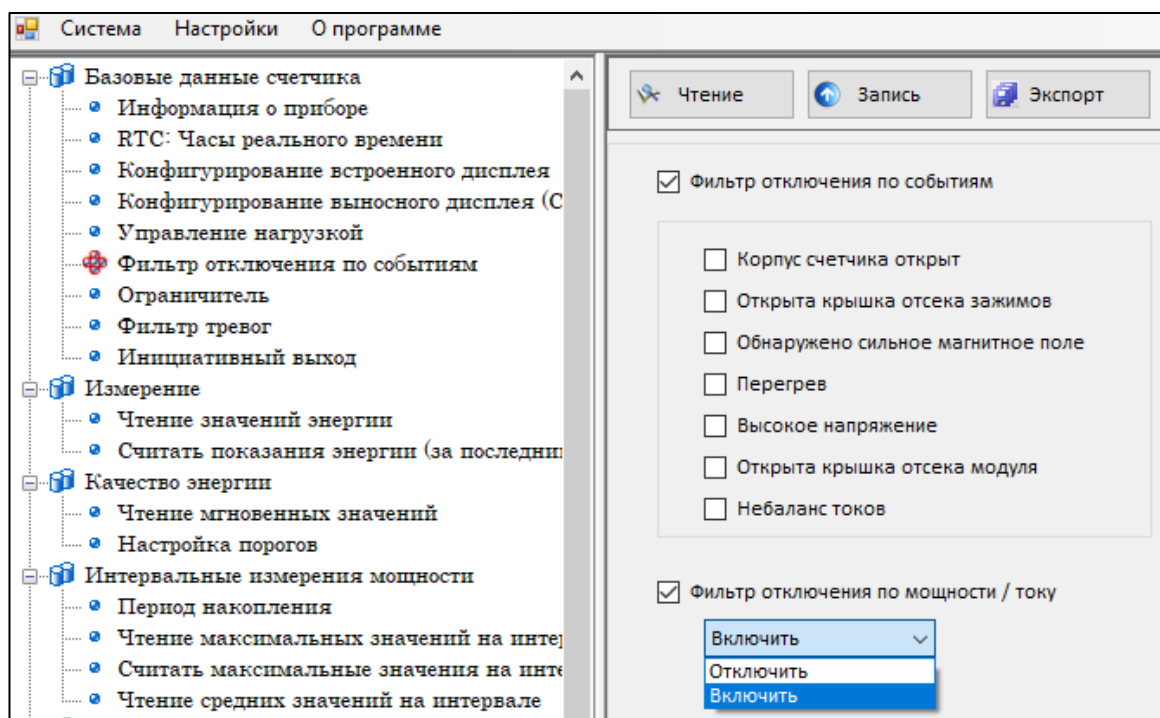 Система Настройки О программе
Базовые данные счетчика
Информация о приборе
RTC: Часы реального времени
Конфигурирование встроенного дисплея
Конфигурирование выносного дисплея (С
Управление нагрузкой
Фильтр отключения по событиям
Ограничитель
Фильтр тревог
Инициативный выход
Измерение
Чтение значений энергии
Считать показания энергии (за последни
Качество энергии
Чтение мгновенных значений
Настройка порогов
Интервальные измерения мощности
Период накопления
Чтение максимальных значений на инте
Считать максимальные значения на инте
Чтение средних значений на интервале
Чтение Запись Экспорт
Фильтр отключения по событиям
Корпус счетчика открыт
Открыта крышка отсека зажимов
Обнаружено сильное магнитное поле
Перегрев
Высокое напряжение
Открыта крышка отсека модуля
Небаланс токов
Фильтр отключения по мощности / току
Включить
Отключить
Включить